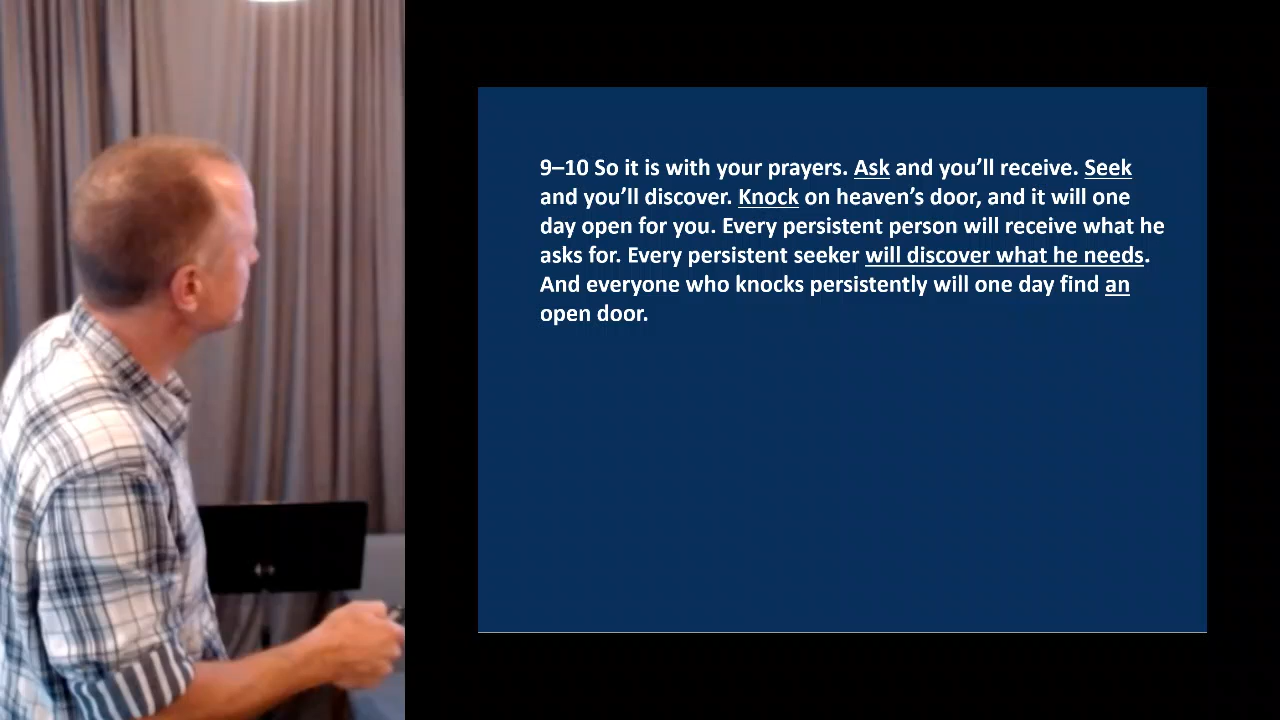 9–10 So it is with your prayers. Ask and you’ll receive. Seek
and you’ll discover. Knock on heaven’s door, and it will one
day open for you. Every persistent person will receive what he
asks for. Every persistent seeker will discover what he needs.
And everyone who knocks persistently will one day find an
open door.